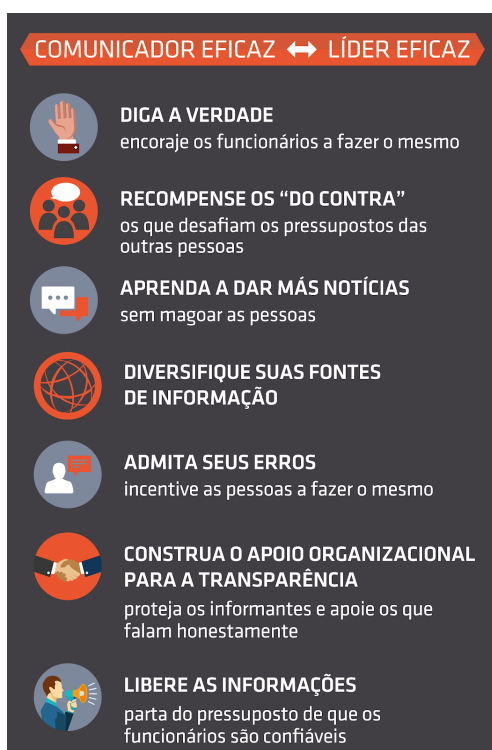 COMUNICADOR EFICAZ ↔ LÍDER EFICAZ
DIGA A VERDADE
encoraje os funcionários a fazer o mesmo
RECOMPENSE OS “DO CONTRA”
os que desafiam os pressupostos das
outras pessoas
APRENDA A DAR MÁS NOTÍCIAS
sem magoar as pessoas
DIVERSIFIQUE SUAS FONTES
DE INFORMAÇÃO
ADMITA SEUS ERROS
incentive as pessoas a fazer o mesmo
CONSTRUA O APOIO ORGANIZACIONAL
PARA A TRANSPARÊNCIA
proteja os informantes e apoie os que
falam honestamente
LIBERE AS INFORMAÇÕES
parta do pressuposto de que os
funcionários são confiáveis